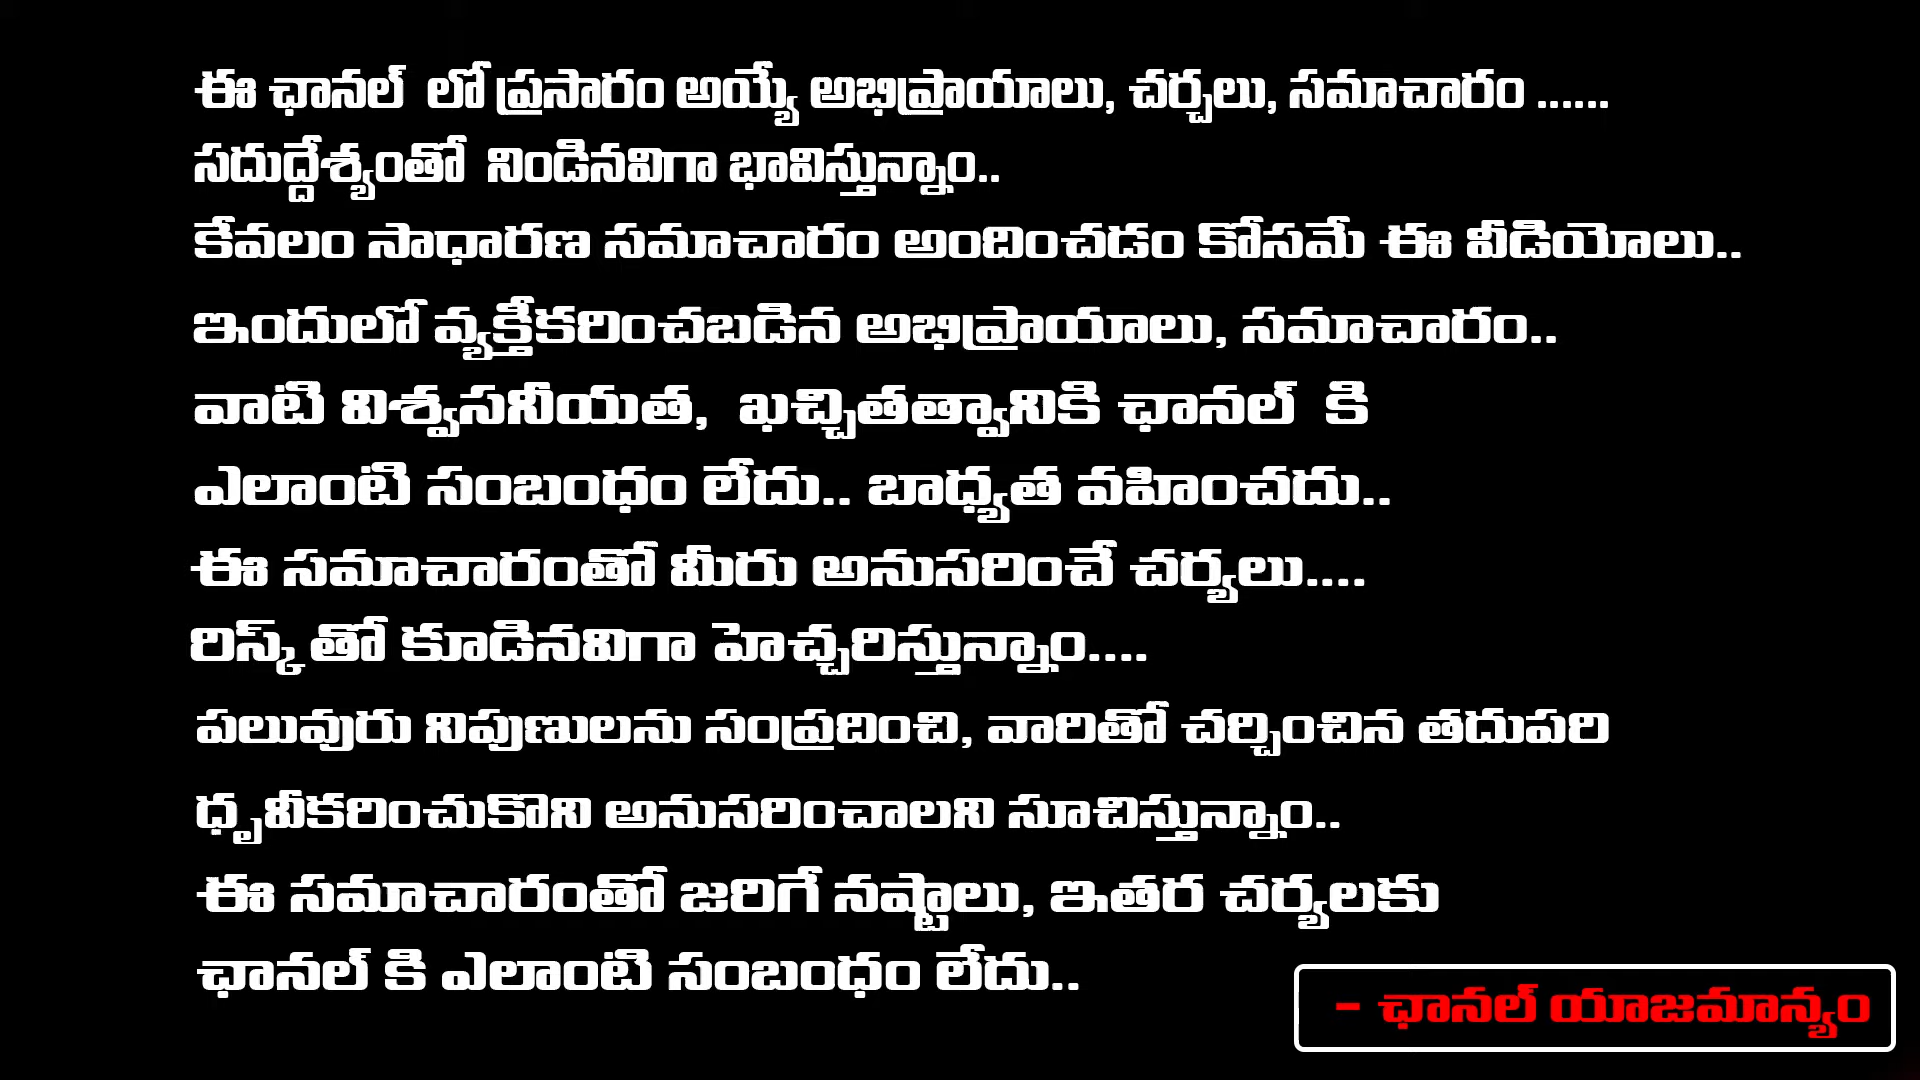 ఈ ఛానల్ లో ప్రసారం అయ్యే అభిప్రాయాలు, చర్చలు, సమాచారం ......
సదుద్దేశ్యంతో నిండినవిగా భావిస్తున్నాం..
కేవలం సాధారణ సమాచారం అందించడం కోసమే ఈ వీడియోలు..
ఇందులో వ్యక్తీకరించబడిన అభిప్రాయాలు, సమాచారం..
వాటి విశ్వసనీయత, ఖచ్చితత్వానికి ఛానల్ కి
ఎలాంటి సంబంధం లేదు.. బాధ్యత వహించదు..
ఈ సమాచారంతో మీరు అనుసరించే చర్యలు....
రిస్క్ తో కూడినవిగా హెచ్చరిస్తున్నాం....
పలువురు నిపుణులను సంప్రదించి, వారితో చర్చించిన తదుపరి
ధృవీకరించుకొని అనుసరించాలని సూచిస్తున్నాం..
ఈ సమాచారంతో జరిగే నష్టాలు, ఇతర చర్యలకు
ఛానల్ కి ఎలాంటి సంబంధం లేదు..
- ఛానల్ యాజమాన్యం